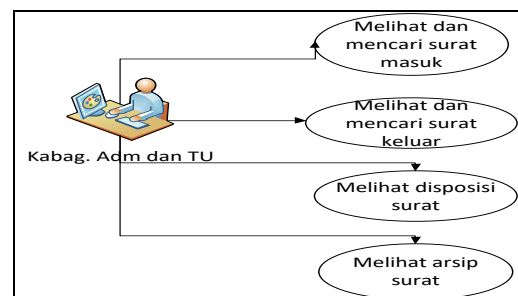 Melihat dan
mencari surat
masuk
Melihat dan
mencari surat
keluar
Kabag. Adm dan TU
Melihat disposisi
surat
Melihat arsip
surat